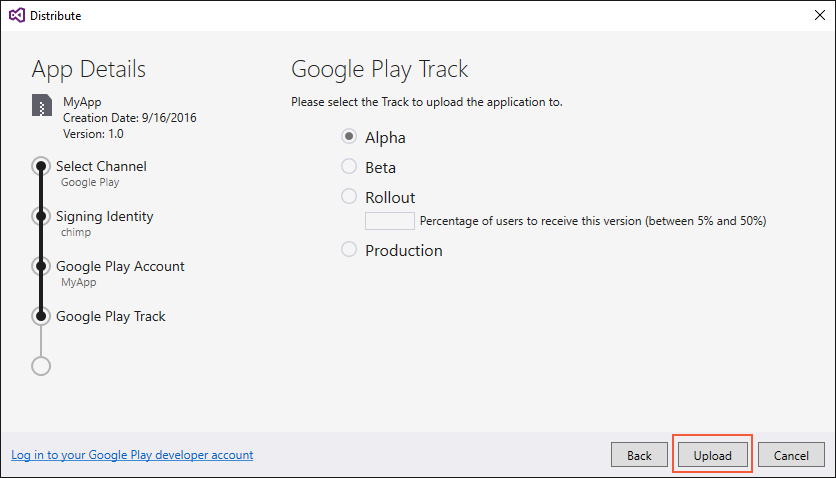 Distribute
App Details
MyApp
Creation Date: 9/16/2016
Version: 1.0
Select Channel
Google Play
Signing Identity
chimp
Google Play Account
MyApp
Google Play Track
Google Play Track
Please select the Track to upload the application to.
Alpha
Beta
Rollout
Percentage of users to receive this version (between 5% and 50%)
Production
Log in to your Google Play developer account
Back
Upload
Cancel